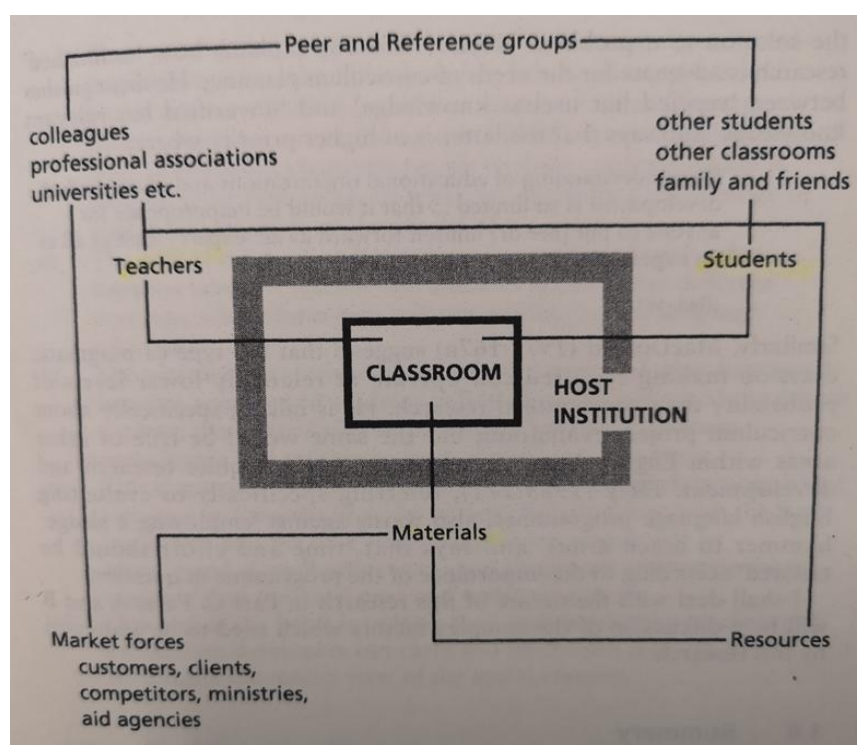 Peer and Reference groups
colleagues
professional associations
universities etc.
other students
other classrooms
family and friends
Teachers
Students
CLASSROOM
HOST
INSTITUTION
Materials
Market forces
customers, clients,
competitors, ministries,
aid agencies
Resources